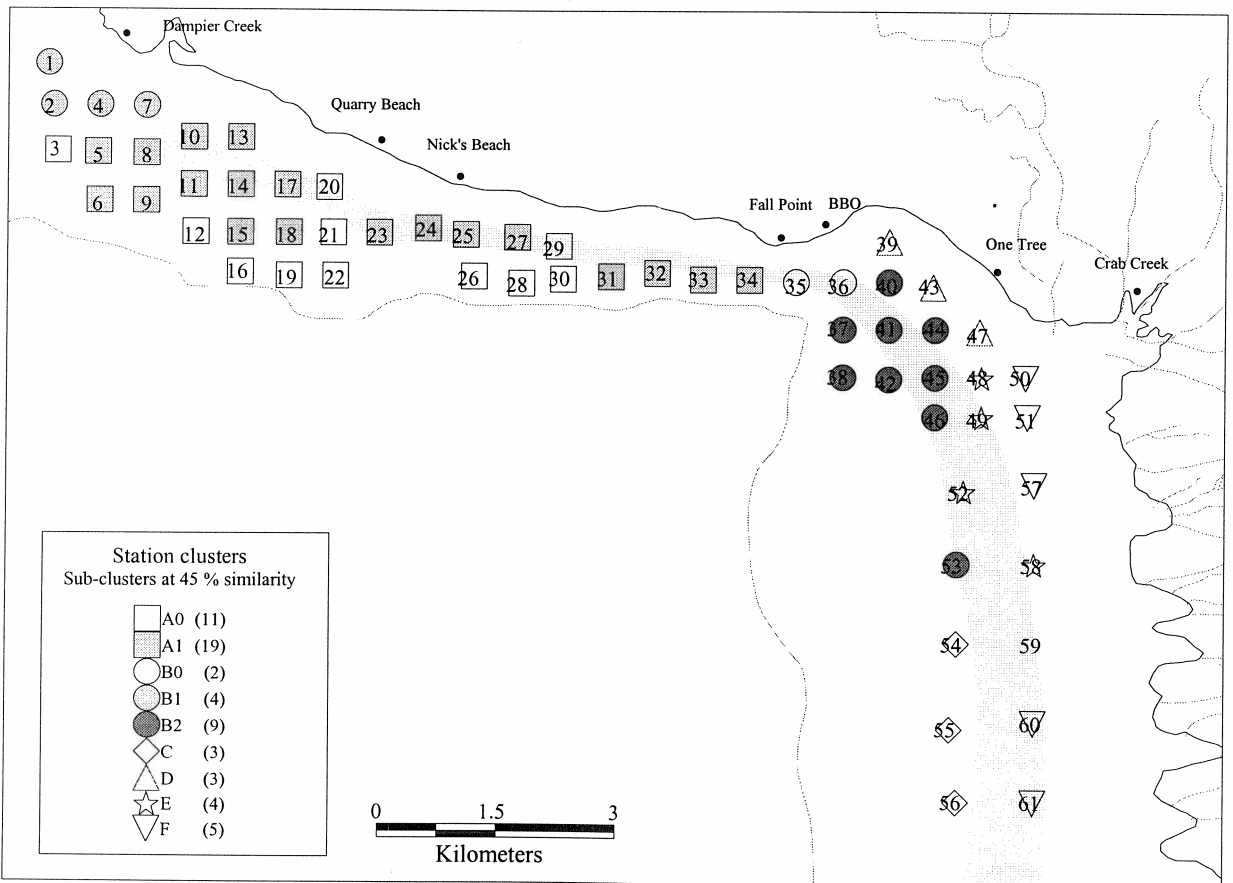 Dampier Creek
1
2 4 7
Quarry Beach
10 13
3 5 8
Nick's Beach
11 14 17 20
6 9
Fall Point BBO
12 15 18 21 23 24 25 27 29
39
One Tree
Crab Creek
16 19 22 26 28 30 31 32 33 34 35 36 40 43
37 41 44 47
38 42 45 48 50
46 49 51
52 57
53 58
54 59
55 60
56 61
Station clusters
Sub-clusters at 45 % similarity
A0 (11)
A1 (19)
B0 (2)
B1 (4)
B2 (9)
C (3)
D (3)
E (4)
F (5)
0 1.5 3
Kilometers